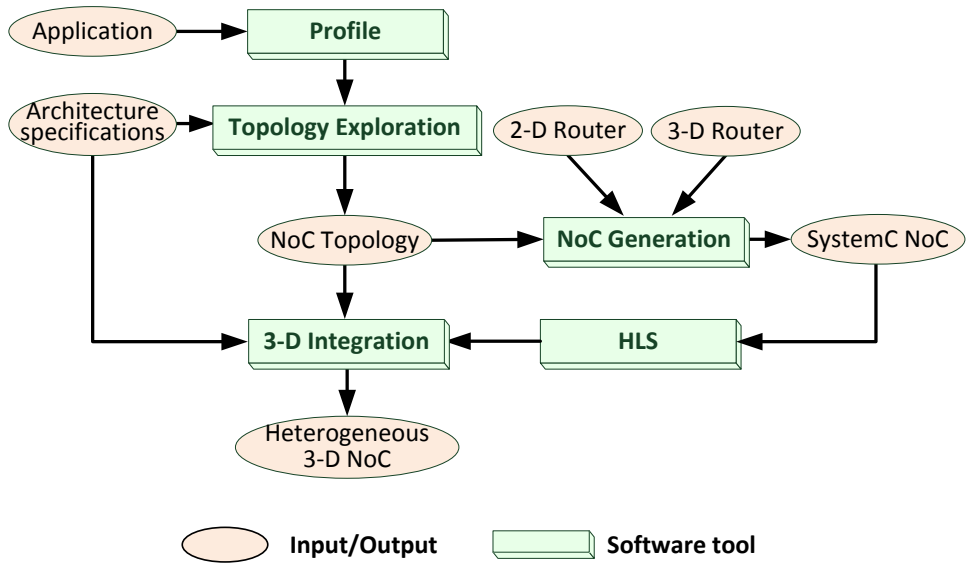 Application
Profile
Architecture
specifications
Topology Exploration
2-D Router
3-D Router
NoC Topology
NoC Generation
SystemC NoC
3-D Integration
HLS
Heterogeneous
3-D NoC
Input/Output
Software tool